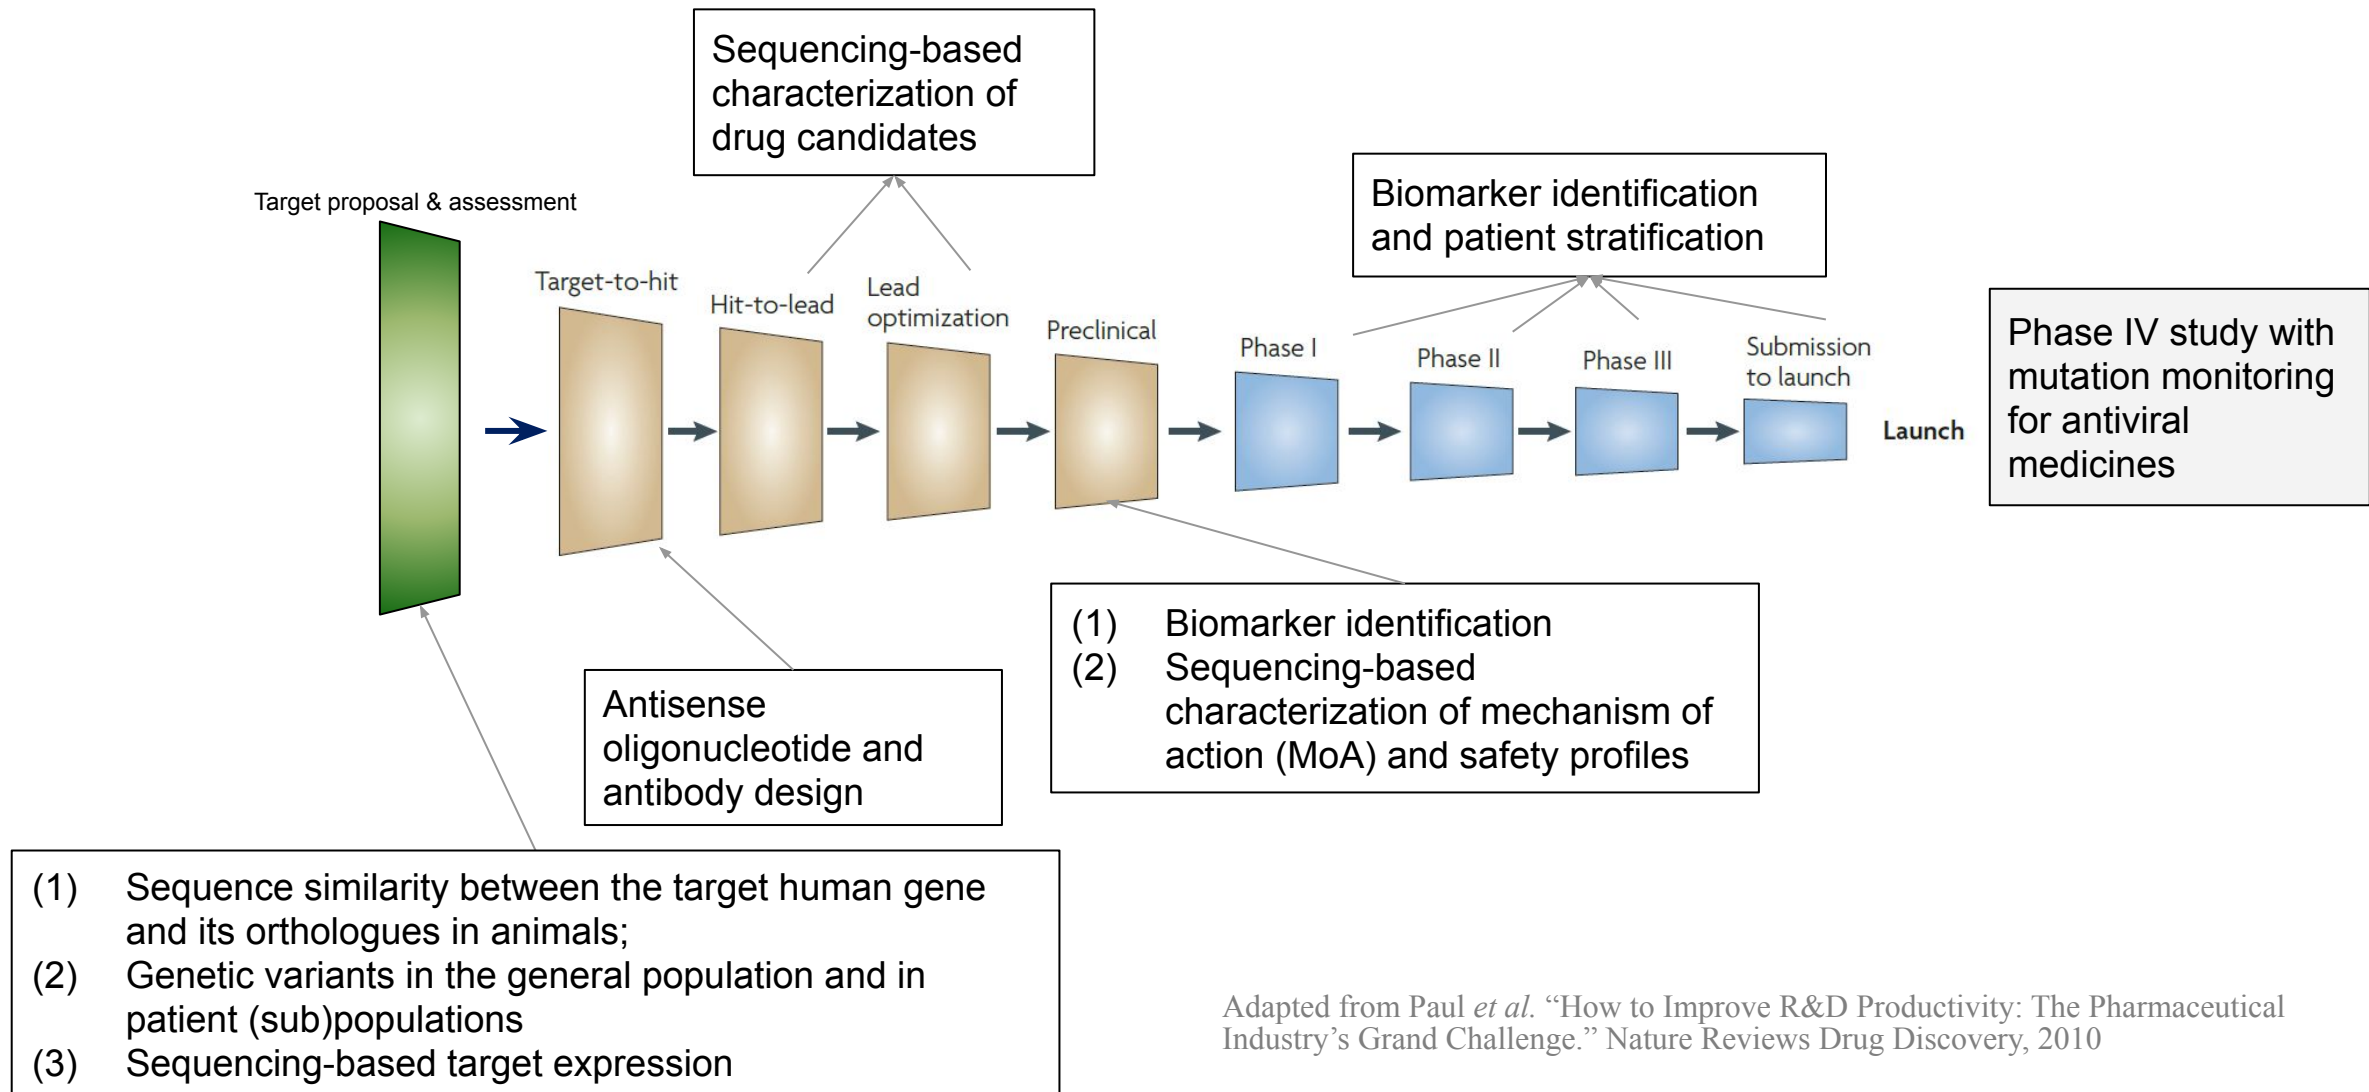 Sequencing-based
characterization of
drug candidates
Target proposal & assessment
Biomarker identification
and patient stratification
Target-to-hit
Hit-to-lead
Lead
optimization
Preclinical
Phase I
Phase II
Phase III
Submission
to launch
Launch
Phase IV study with
mutation monitoring
for antiviral
medicines
Antisense
oligonucleotide and
antibody design
(1) Biomarker identification
(2) Sequencing-based
characterization of mechanism of
action (MoA) and safety profiles
(1) Sequence similarity between the target human gene
and its orthologues in animals;
(2) Genetic variants in the general population and in
patient (sub)populations
(3) Sequencing-based target expression
Adapted from Paul et al. “How to Improve R&D Productivity: The Pharmaceutical
Industry’s Grand Challenge.” Nature Reviews Drug Discovery, 2010